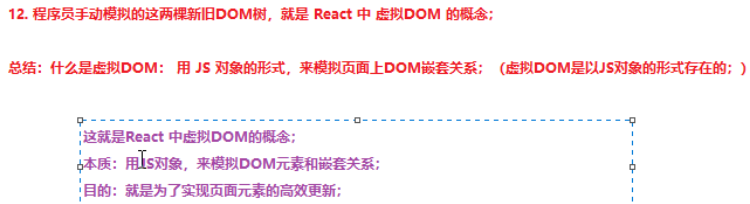 12. 程序员手动模拟的这两棵新旧DOM树，就是 React 中 虚拟DOM 的概念；
总结：什么是虚拟DOM： 用 JS 对象的形式，来模拟页面上DOM嵌套关系；（虚拟DOM是以JS对象的形式存在的；）
这就是React 中虚拟DOM的概念；
本质：用JS对象，来模拟DOM元素和嵌套关系；
目的：就是为了实现页面元素的高效更新；